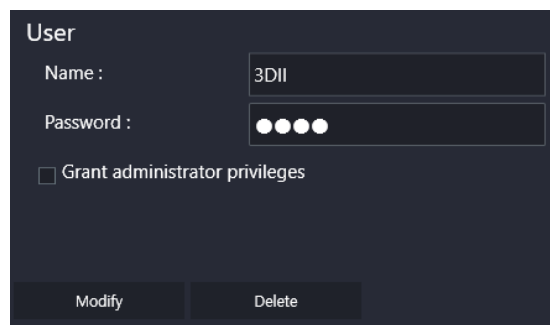 User
Name :
3DII
Password :
●●●●
Grant administrator privileges
Modify
Delete